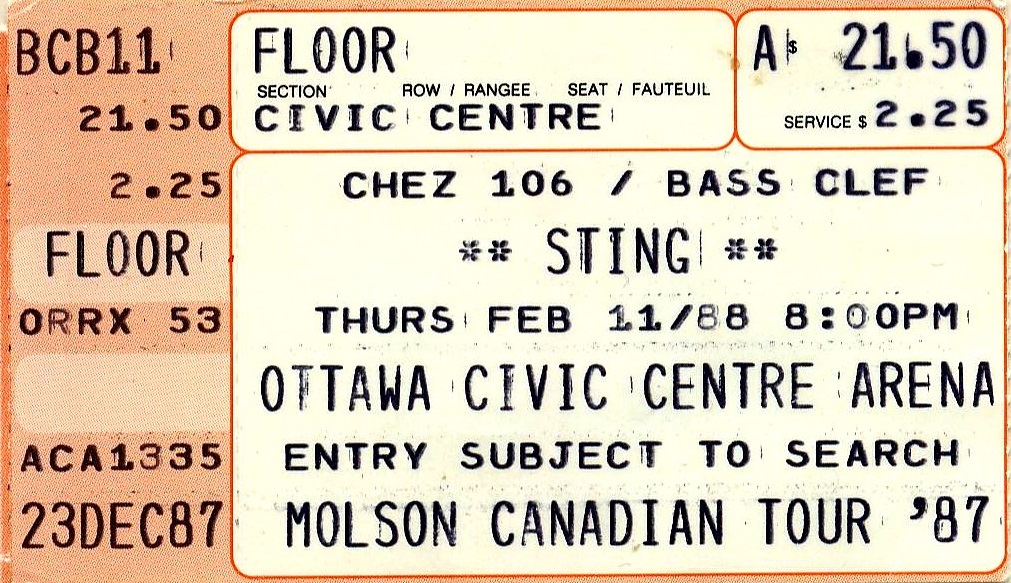 BCB11
21.50
2.25
FLOOR
ORRX 53
ACA1335
23DEC87
FLOOR
SECTION ROW / RANGEE SEAT / FAUTEUIL
CIVIC CENTRE
A $ 21.50
SERVICE $ 2.25
CHEZ 106 / BASS CLEF
** STING **
THURS FEB 11/88 8:00PM
OTTAWA CIVIC CENTRE ARENA
ENTRY SUBJECT TO SEARCH
MOLSON CANADIAN TOUR '87